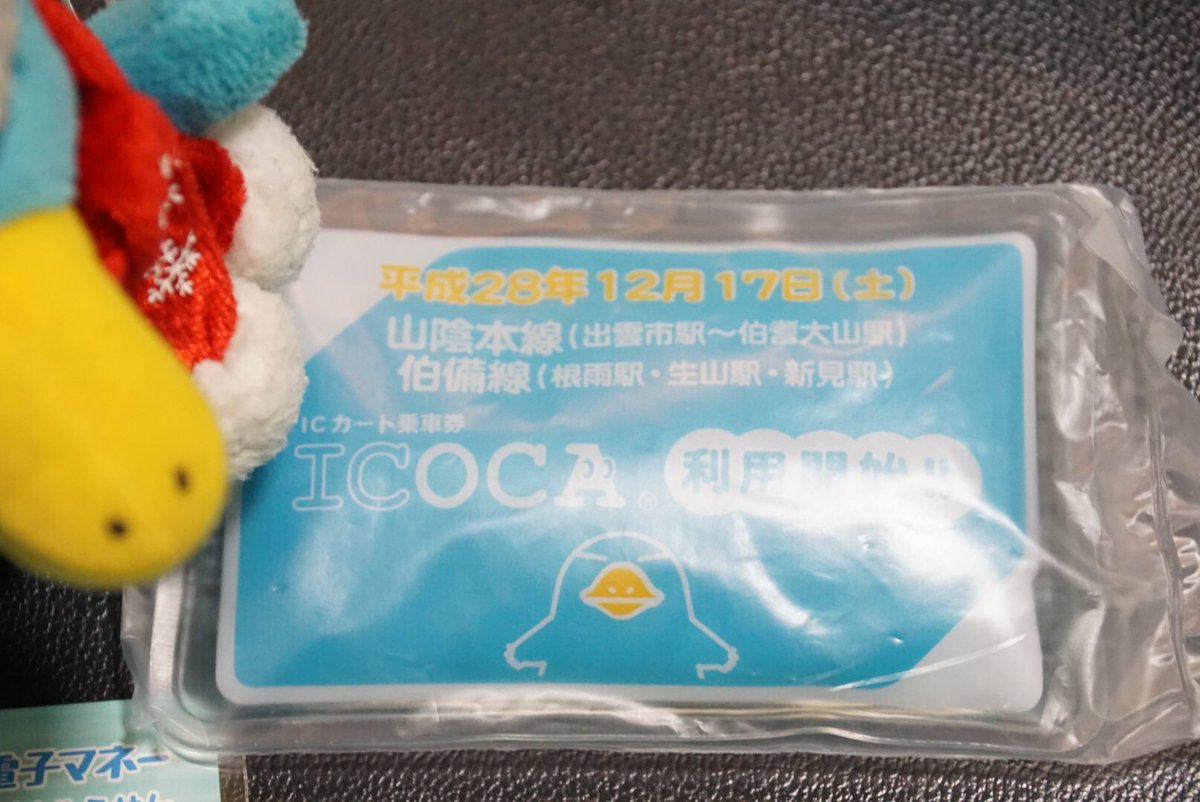 平成28年12月17日(土)
山陰本線(出雲市駅~伯耆大山駅)
伯備線(根雨駅・生山駅・新見駅)
ICカード乗車券
ICOCA® 利用開始!!
電子マネー